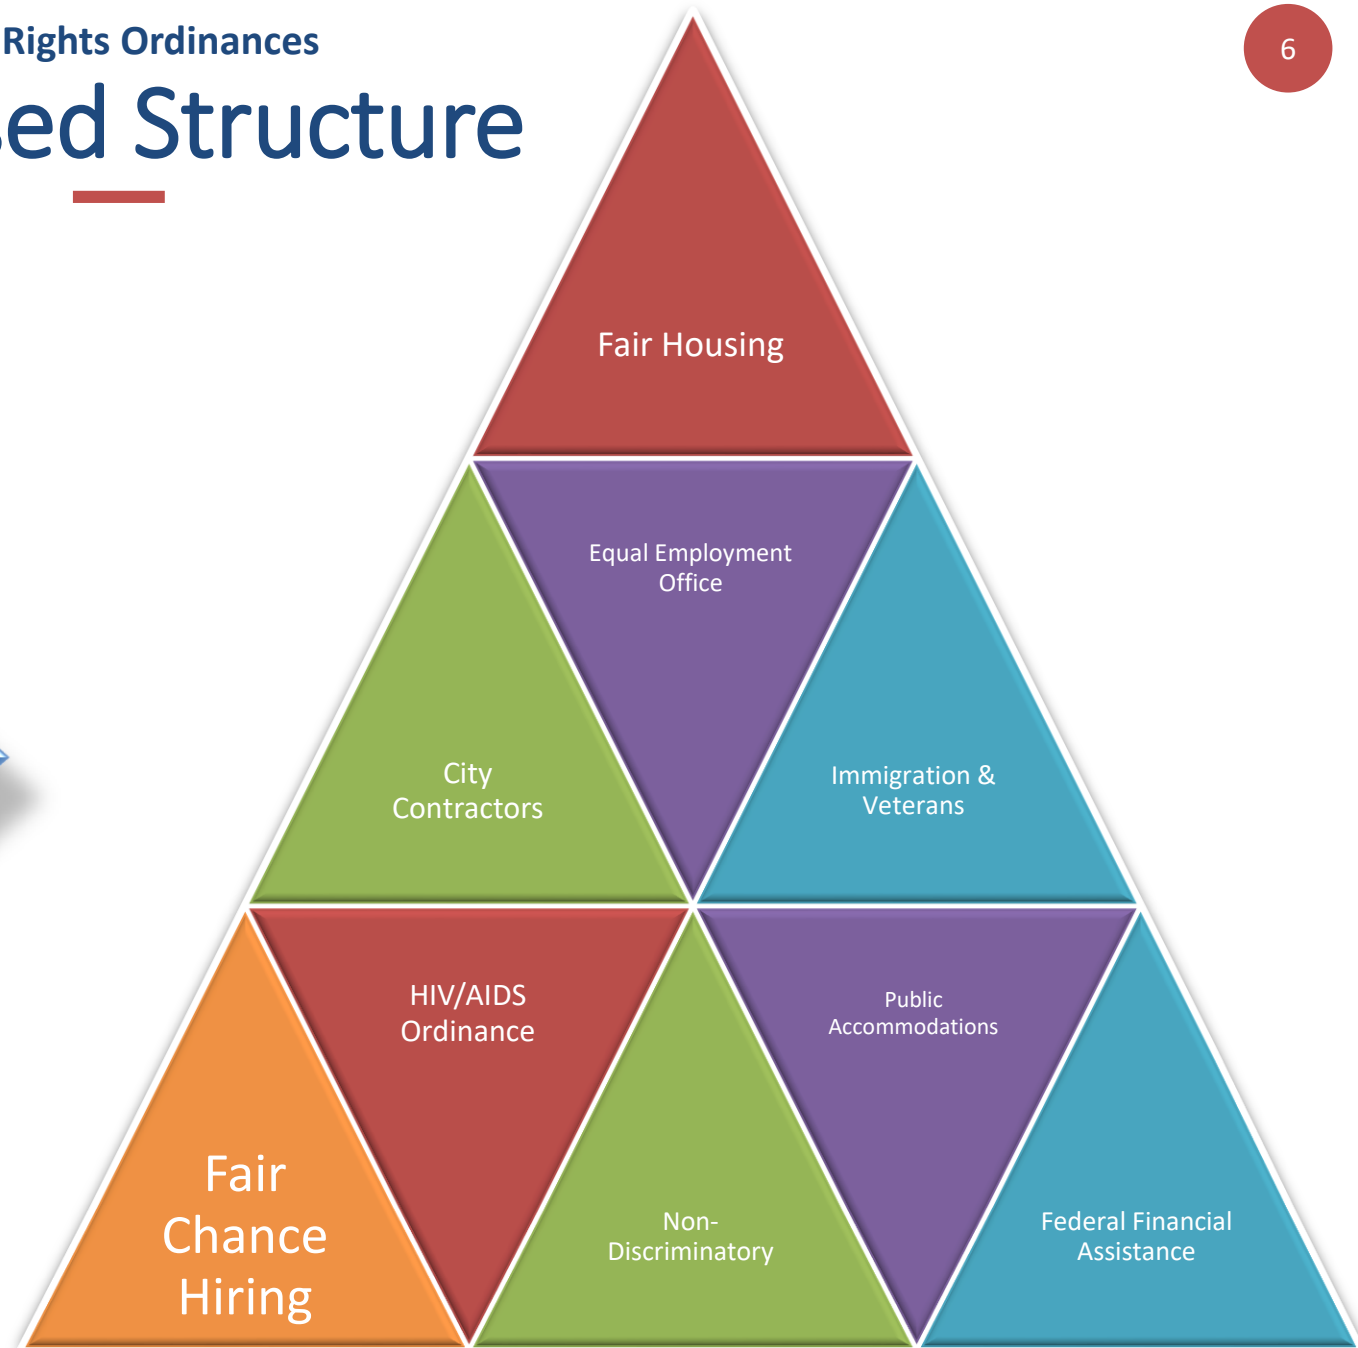 Rights Ordinances
6
ed Structure
Fair Housing
Equal Employment
Office
City
Contractors
Immigration &
Veterans
HIV/AIDS
Ordinance
Public
Accommodations
Fair
Chance
Hiring
Non-
Discriminatory
Federal Financial
Assistance